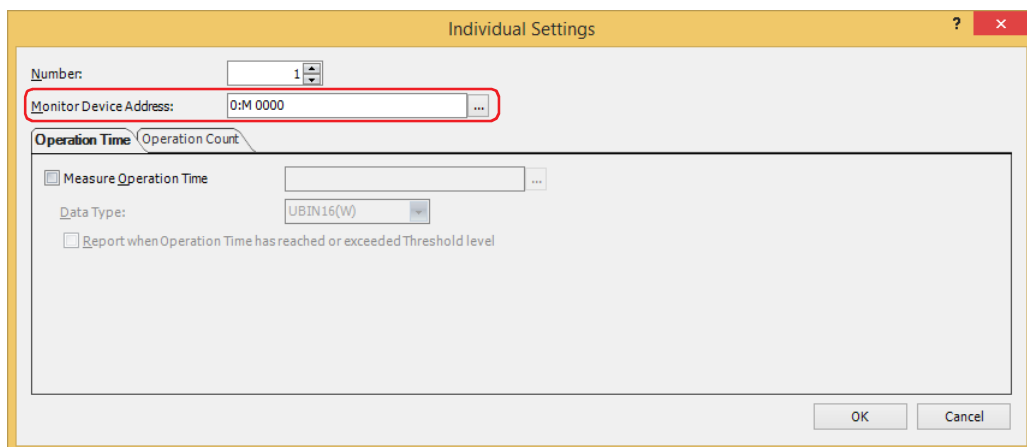 Individual Settings
? ×
Number: 1
Monitor Device Address: 0:M 0000 ...
Operation Time Operation Count
Measure Operation Time ...
Data Type: UBIN16(W)
Report when Operation Time has reached or exceeded Threshold level
OK Cancel